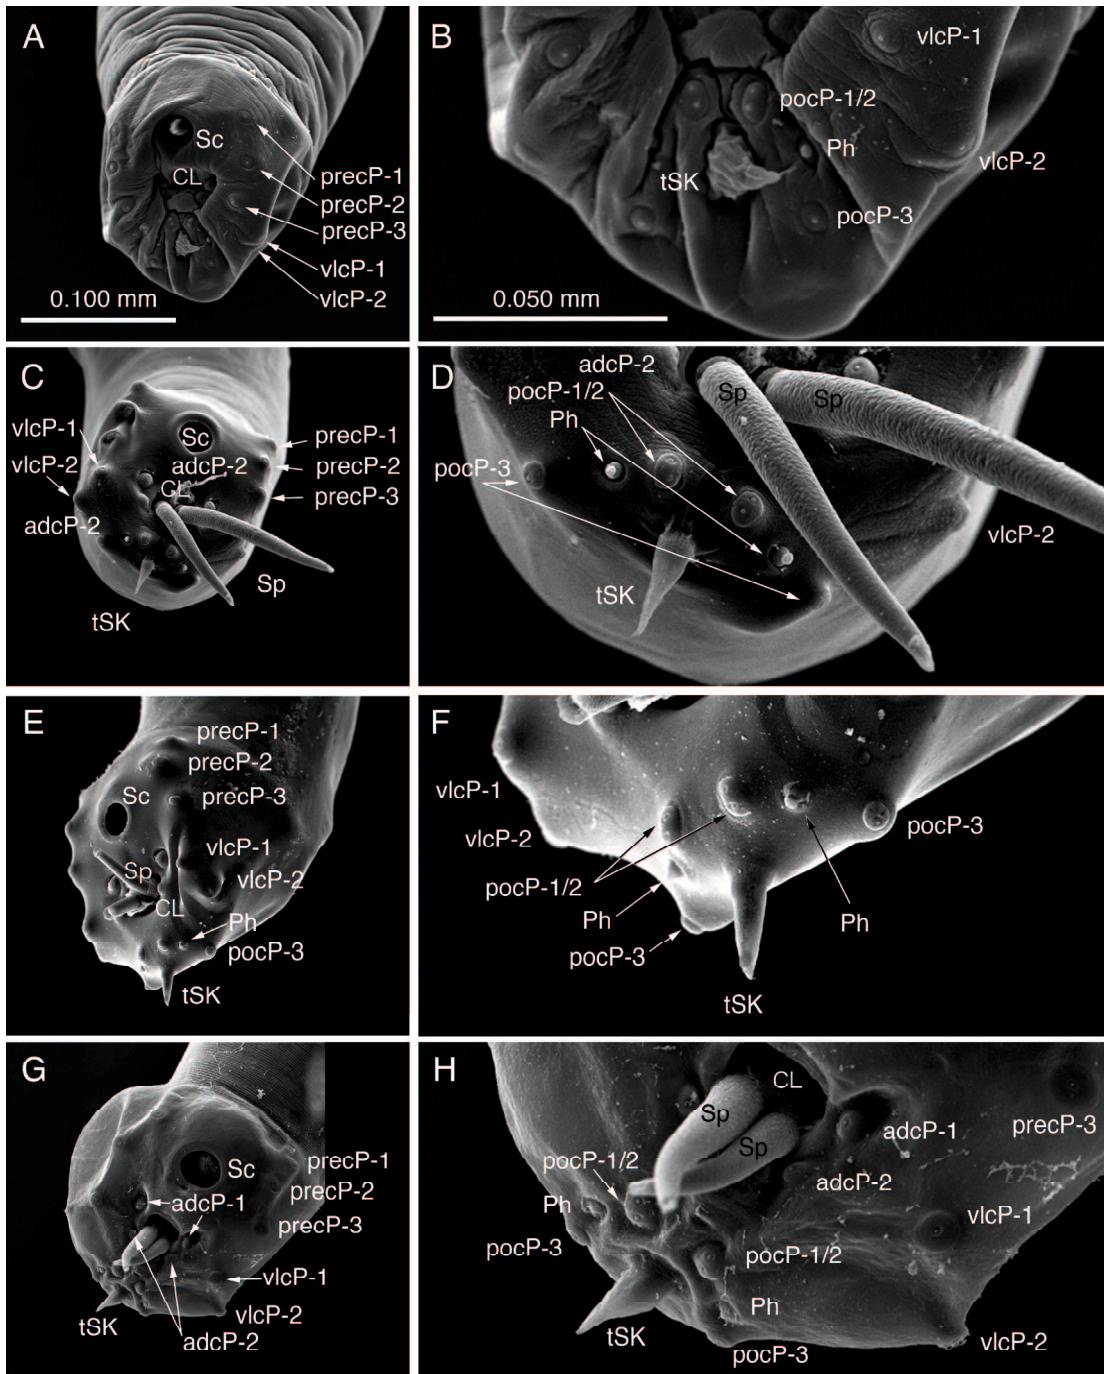 A
Sc
CL
precP-1
precP-2
precP-3
vlcP-1
vlcP-2
0.100 mm
B
vlcP-1
pocP-1/2
Ph
vlcP-2
tSK
pocP-3
0.050 mm
C
vlcP-1
Sc
precP-1
vlcP-2
adcP-2
precP-2
CL
precP-3
adcP-2
Sp
tSK
D
adcP-2
pocP-1/2
Sp
Sp
Ph
pocP-3
vlcP-2
tSK
E
precP-1
precP-2
Sc
precP-3
vlcP-1
Sp
vlcP-2
CL
Ph
pocP-3
tSK
F
vlcP-1
pocP-3
vlcP-2
pocP-1/2
Ph
Ph
pocP-3
tSK
G
precP-1
Sc
precP-2
adcP-1
precP-3
vlcP-1
vlcP-2
tSK
adcP-2
H
CL
Sp
adcP-1
precP-3
Sp
pocP-1/2
adcP-2
Ph
vlcP-1
pocP-3
pocP-1/2
Ph
tSK
vlcP-2
pocP-3